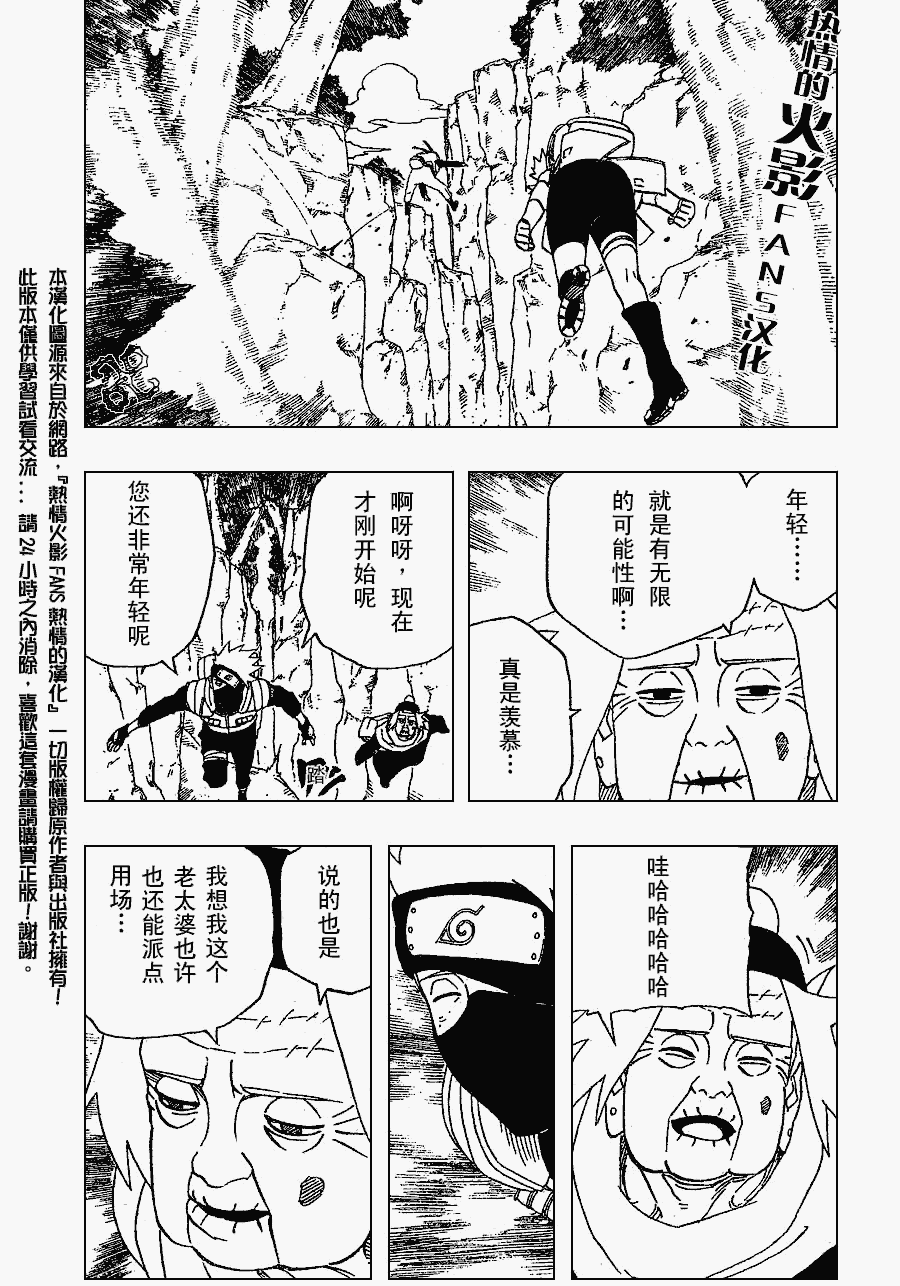 热情的火影FANS汉化
年轻……
就是有无限
的可能性啊…
真是羡慕…
啊呀呀，现在
才刚开始呢
您还非常年轻呢
踏
哇哈哈哈哈哈
说的也是
我想我这个
老太婆也许
也还能派点
用场…
本漢化圖源來自於網路，『熱情火影 FANS 熱情的漢化』一切版權歸原作者與出版社擁有！
此版本僅供學習試看交流... 請 24 小時之內消除，喜歡這套漫畫請購買正版！謝謝。